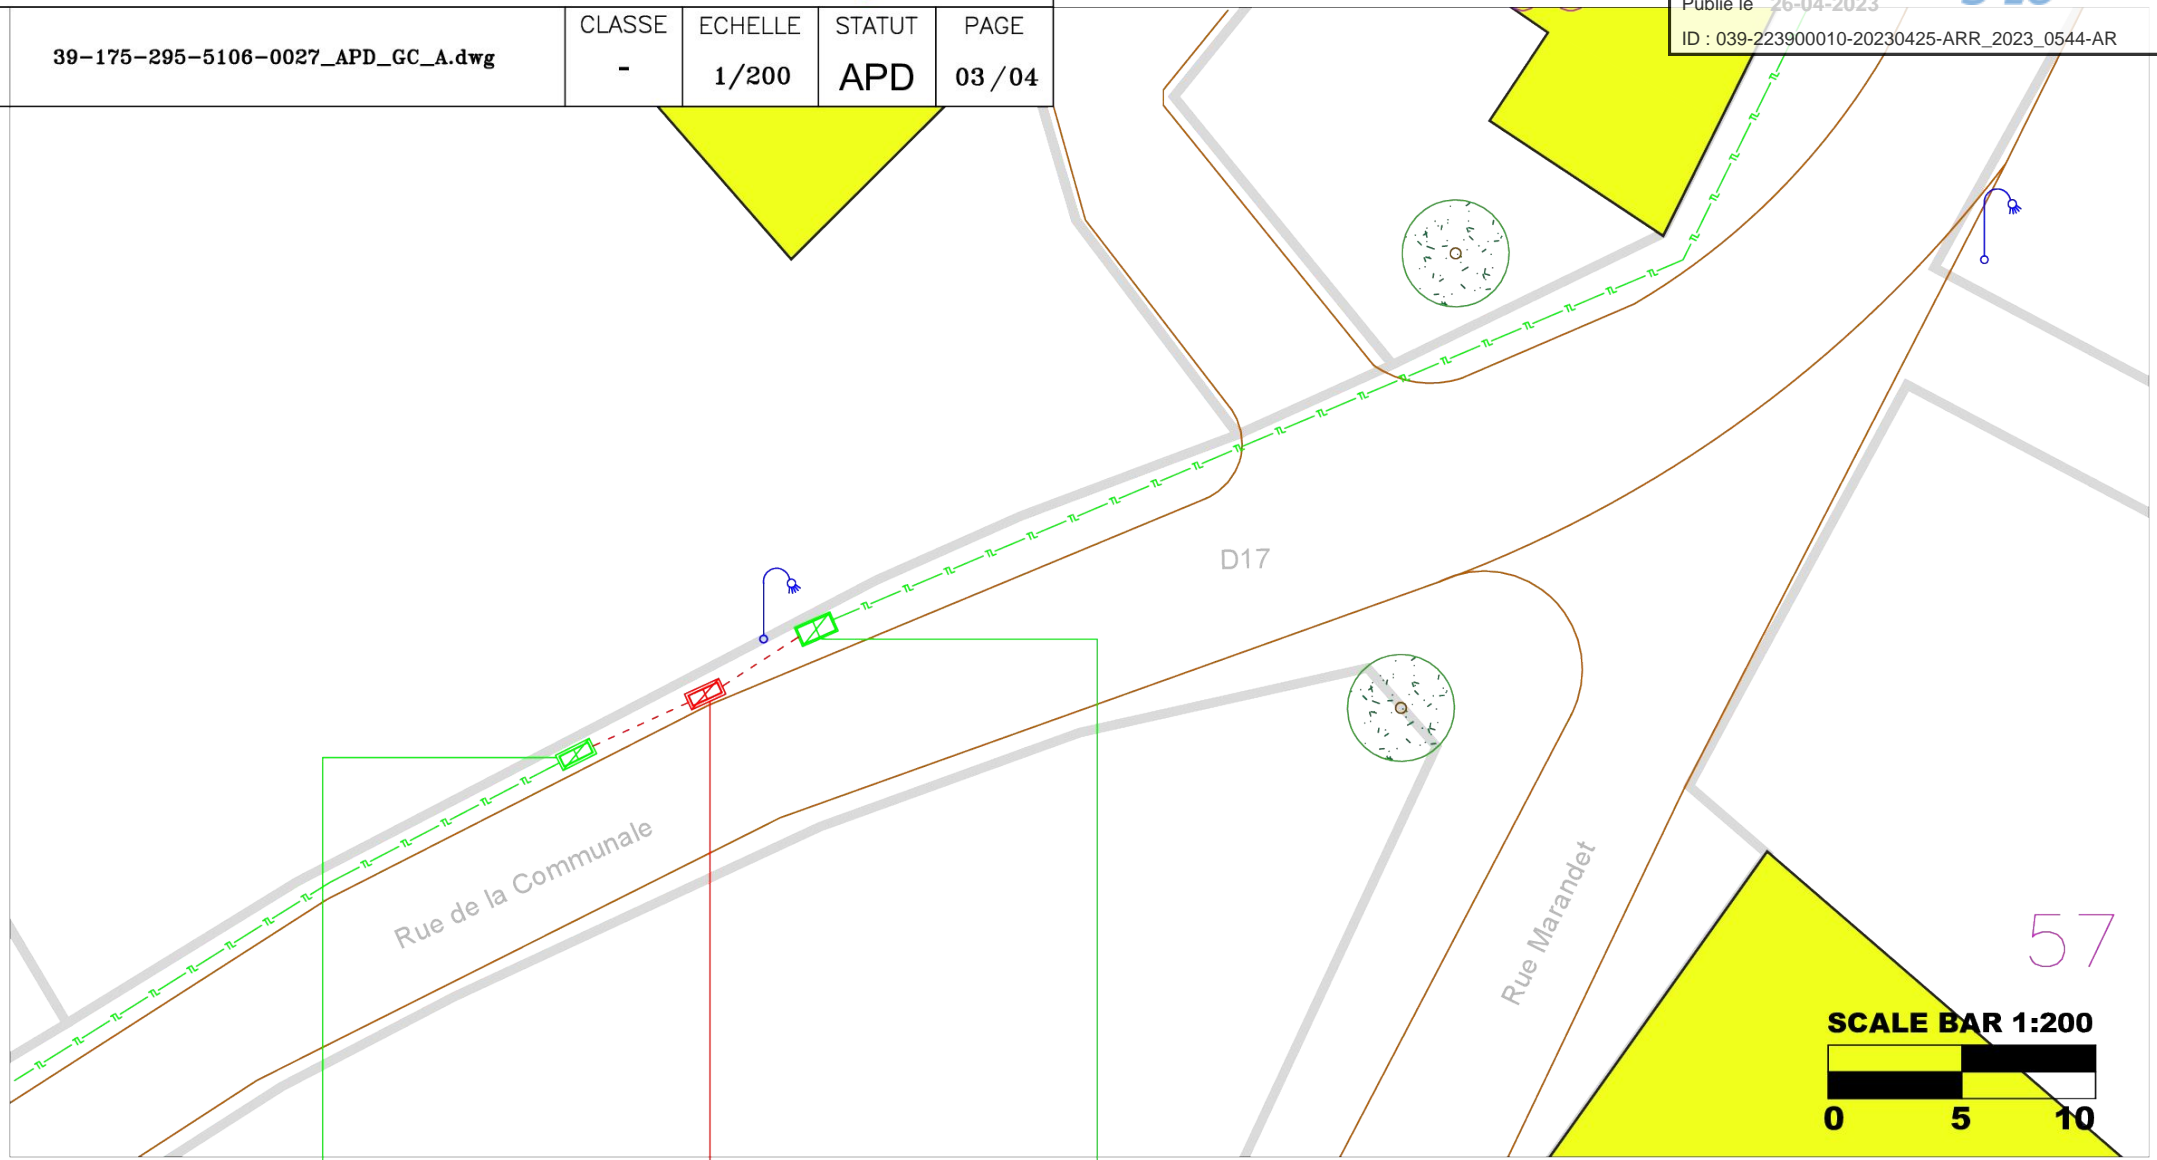 39-175-295-5106-0027_APD_GC_A.dwg
CLASSE
-
ECHELLE
1/200
STATUT
APD
PAGE
03/04
Publié le 26-04-2023
ID : 039-223900010-20230425-ARR_2023_0544-AR
D17
Rue de la Communale
Rue Marandet
57
SCALE BAR 1:200
0 5 10